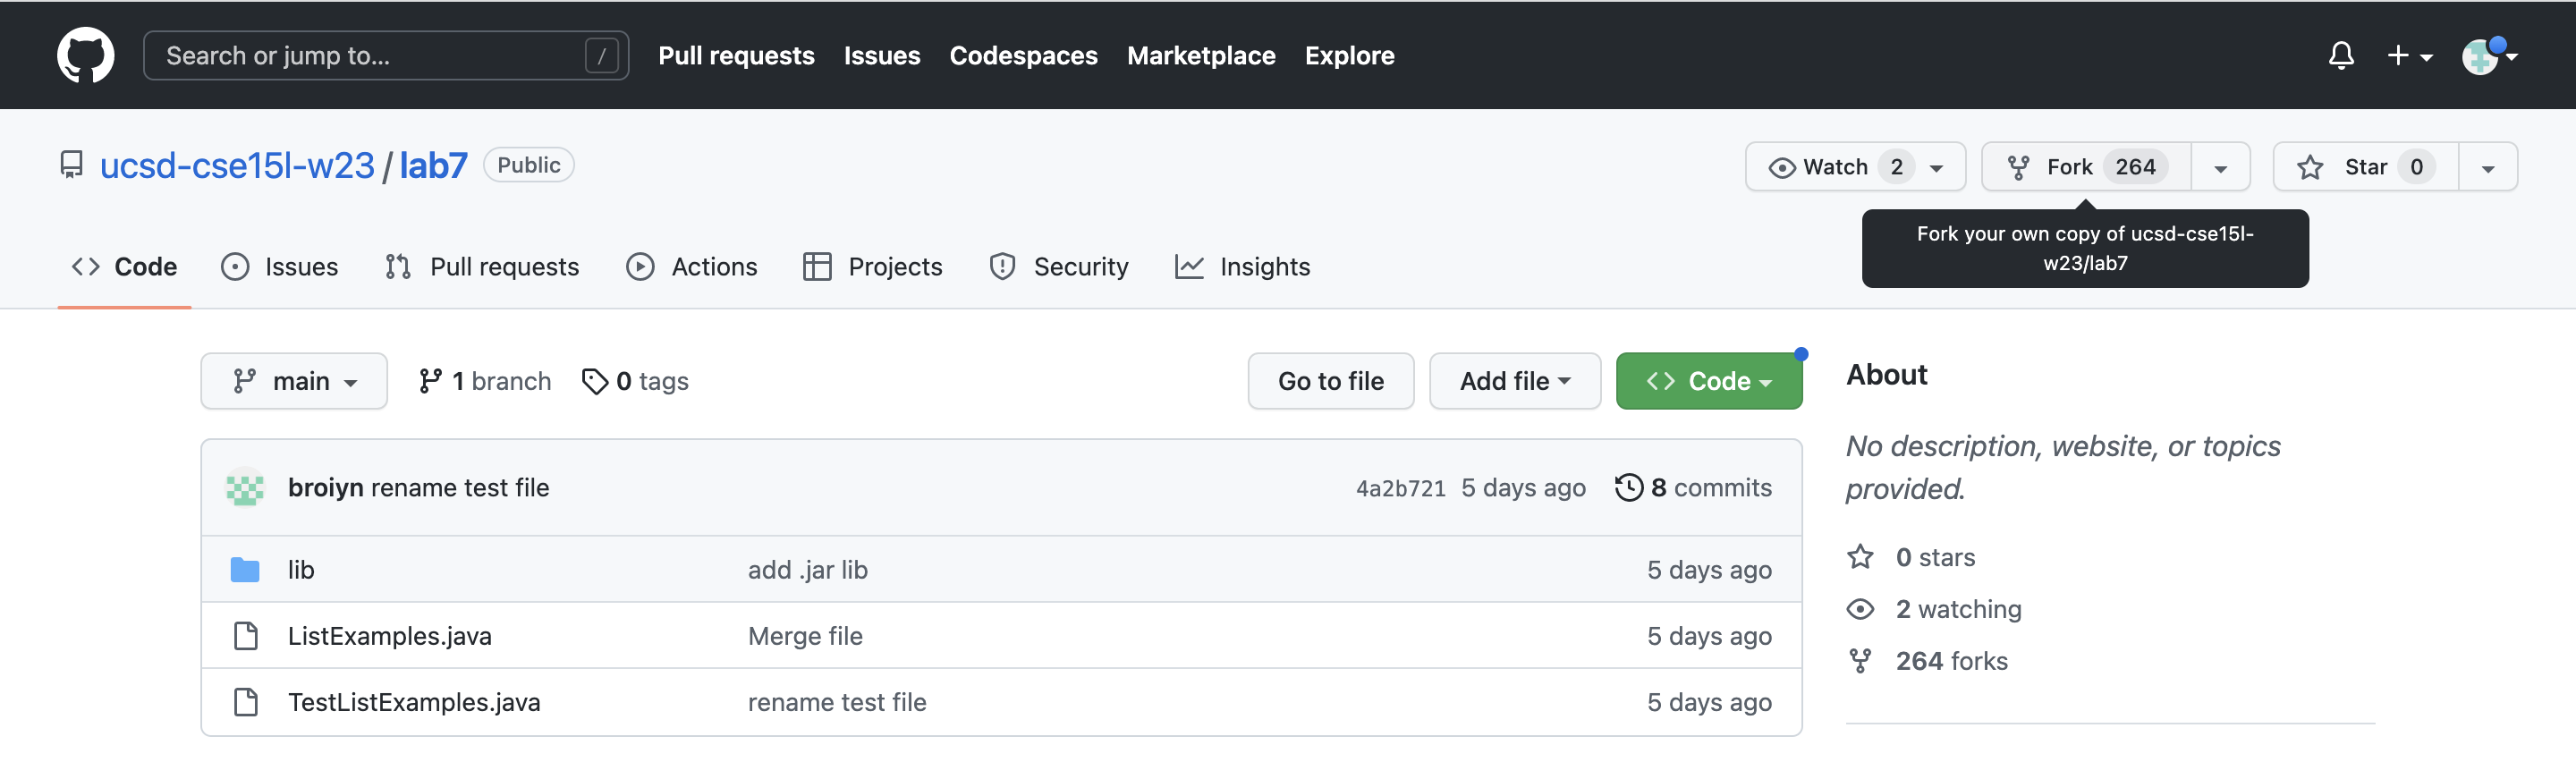 Search or jump to... / Pull requests Issues Codespaces Marketplace Explore
ucsd-cse15l-w23 / lab7 Public Watch 2 Fork 264 Star 0
Fork your own copy of ucsd-cse15l-
w23/lab7
Code Issues Pull requests Actions Projects Security Insights
main 1 branch 0 tags Go to file Add file Code
About
No description, website, or topics
provided.
broiyn rename test file 4a2b721 5 days ago 8 commits
lib add .jar lib 5 days ago
ListExamples.java Merge file 5 days ago
TestListExamples.java rename test file 5 days ago
0 stars
2 watching
264 forks